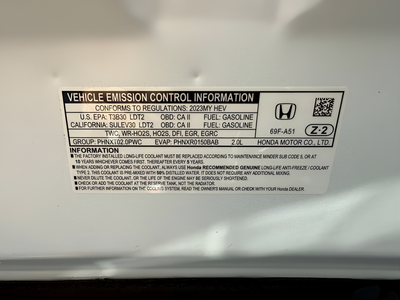 VEHICLE EMISSION CONTROL INFORMATION
CONFORMS TO REGULATIONS: 2023MY HEV
U.S. EPA: T3B30 LDT2 OBD: CA II FUEL: GASOLINE
CALIFORNIA: SULEV30 LDT2 OBD: CA II FUEL: GASOLINE
TWC, WR-HO2S, HO2S, DFI, EGR, EGRC
GROUP: PHNXT02.0PWC EVAP: PHNXR0150BAB 2.0L
69F-A51 Z-2
HONDA MOTOR CO., LTD.
INFORMATION
■ THE FACTORY INSTALLED LONG-LIFE COOLANT MUST BE REPLACED ACCORDING TO MAINTENANCE MINDER SUB CODE 5, OR AT
10 YEARS WHICHEVER COMES FIRST. THEREAFTER EVERY 5 YEARS.
■ WHEN ADDING OR REPLACING THE COOLANT, ALWAYS USE Honda RECOMMENDED GENUINE LONG-LIFE ANTI-FREEZE / COOLANT
TYPE 2. THIS COOLANT IS PRE-MIXED WITH 50% DISTILLED WATER. IT DOES NOT REQUIRE ANY ADDITIONAL MIXING.
■ NEVER DILUTE THE COOLANT, OR THE LIFE OF THE ENGINE MAY BE SERIOUSLY SHORTENED.
■ CHECK OR ADD COOLANT AT THE RESERVE TANK, NOT THE RADIATOR.
■ FOR FURTHER INFORMATION ON COOLING SYSTEM, READ THE OWNER'S MANUAL OR CHECK WITH YOUR Honda DEALER.